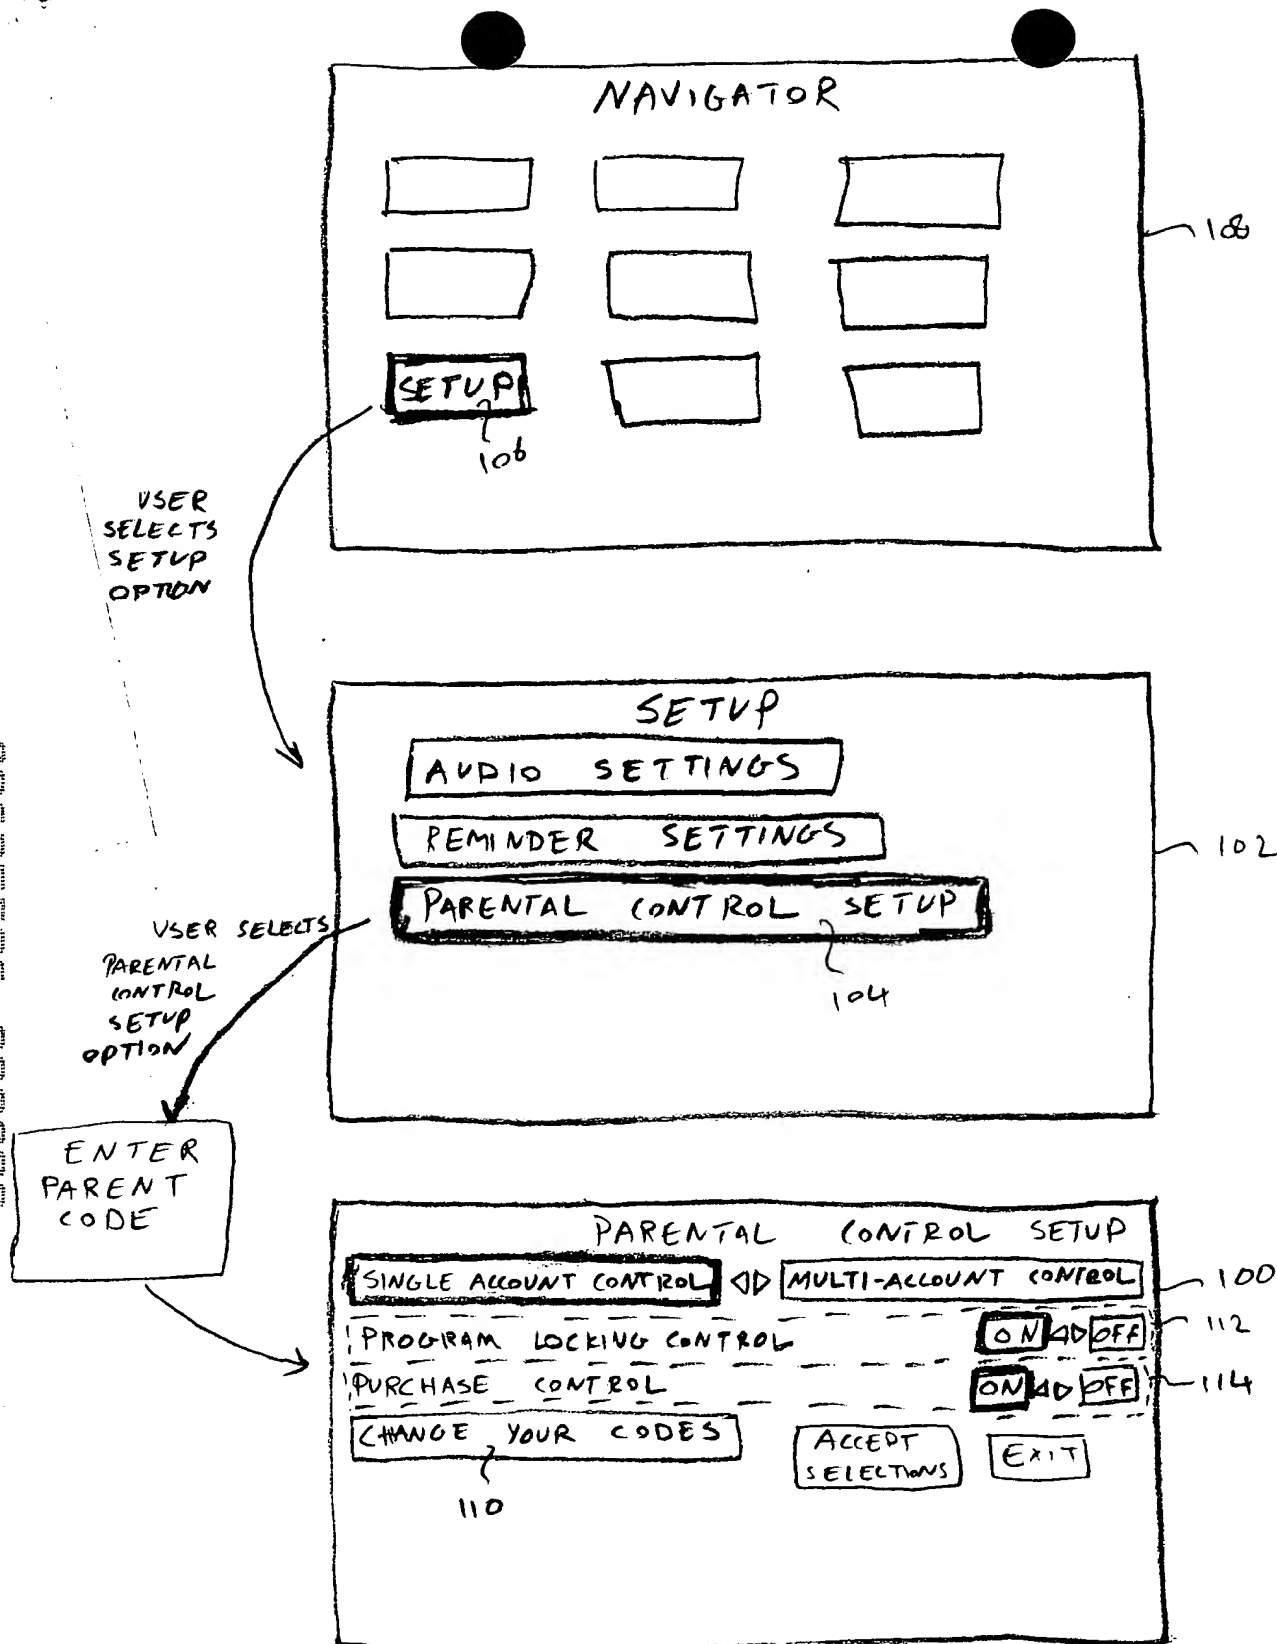 NAVIGATOR
108
SETUP
106
USER
SELECTS
SETUP
OPTION
SETUP
AUDIO SETTINGS
REMINDER SETTINGS
102
PARENTAL CONTROL SETUP
104
USER SELECTS
PARENTAL
CONTROL
SETUP
OPTION
ENTER
PARENT
CODE
PARENTAL CONTROL SETUP
SINGLE ACCOUNT CONTROL MULTI-ACCOUNT CONTROL 100
PROGRAM LOCKING CONTROL ON OFF 112
PURCHASE CONTROL ON OFF 114
CHANGE YOUR CODES
110
ACCEPT
SELECTIONS
EXIT